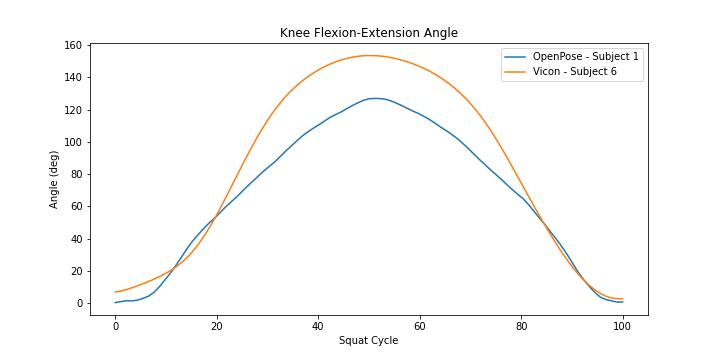 Knee Flexion-Extension Angle
OpenPose - Subject 1
Vicon - Subject 6
160
140
120
100
80
60
40
20
0
Angle (deg)
0 20 40 60 80 100
Squat Cycle